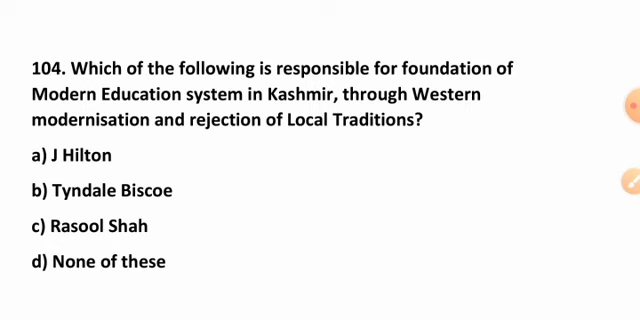 104. Which of the following is responsible for foundation of
Modern Education system in Kashmir, through Western
modernisation and rejection of Local Traditions?
a) J Hilton
b) Tyndale Biscoe
c) Rasool Shah
d) None of these